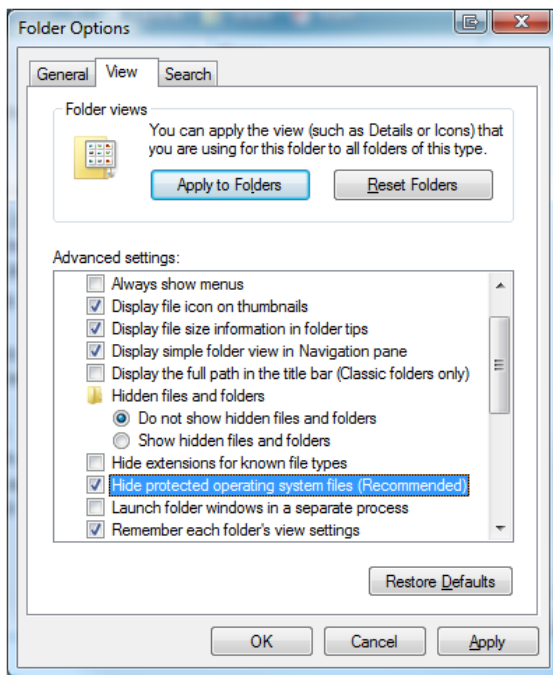 Folder Options
General
View
Search
Folder views
You can apply the view (such as Details or Icons) that
you are using for this folder to all folders of this type.
Apply to Folders
Reset Folders
Advanced settings:
Always show menus
Display file icon on thumbnails
Display file size information in folder tips
Display simple folder view in Navigation pane
Display the full path in the title bar (Classic folders only)
Hidden files and folders
Do not show hidden files and folders
Show hidden files and folders
Hide extensions for known file types
Hide protected operating system files (Recommended)
Launch folder windows in a separate process
Remember each folder's view settings
Restore Defaults
OK
Cancel
Apply